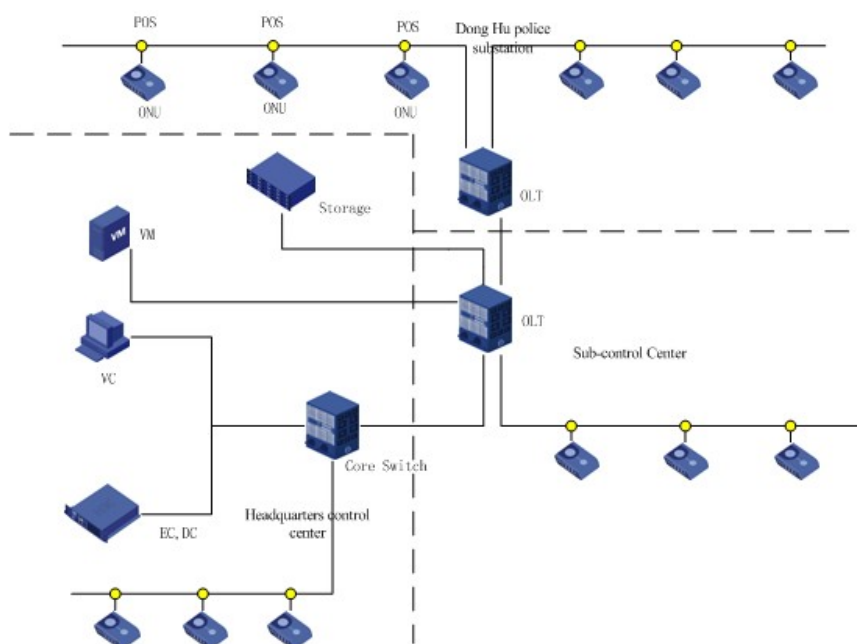 POS
POS
POS
Dong Hu police
substation
ONU
ONU
ONU
OLT
Storage
VM
VM
OLT
Sub-control Center
VC
Core Switch
Headquarters control
center
EC, DC